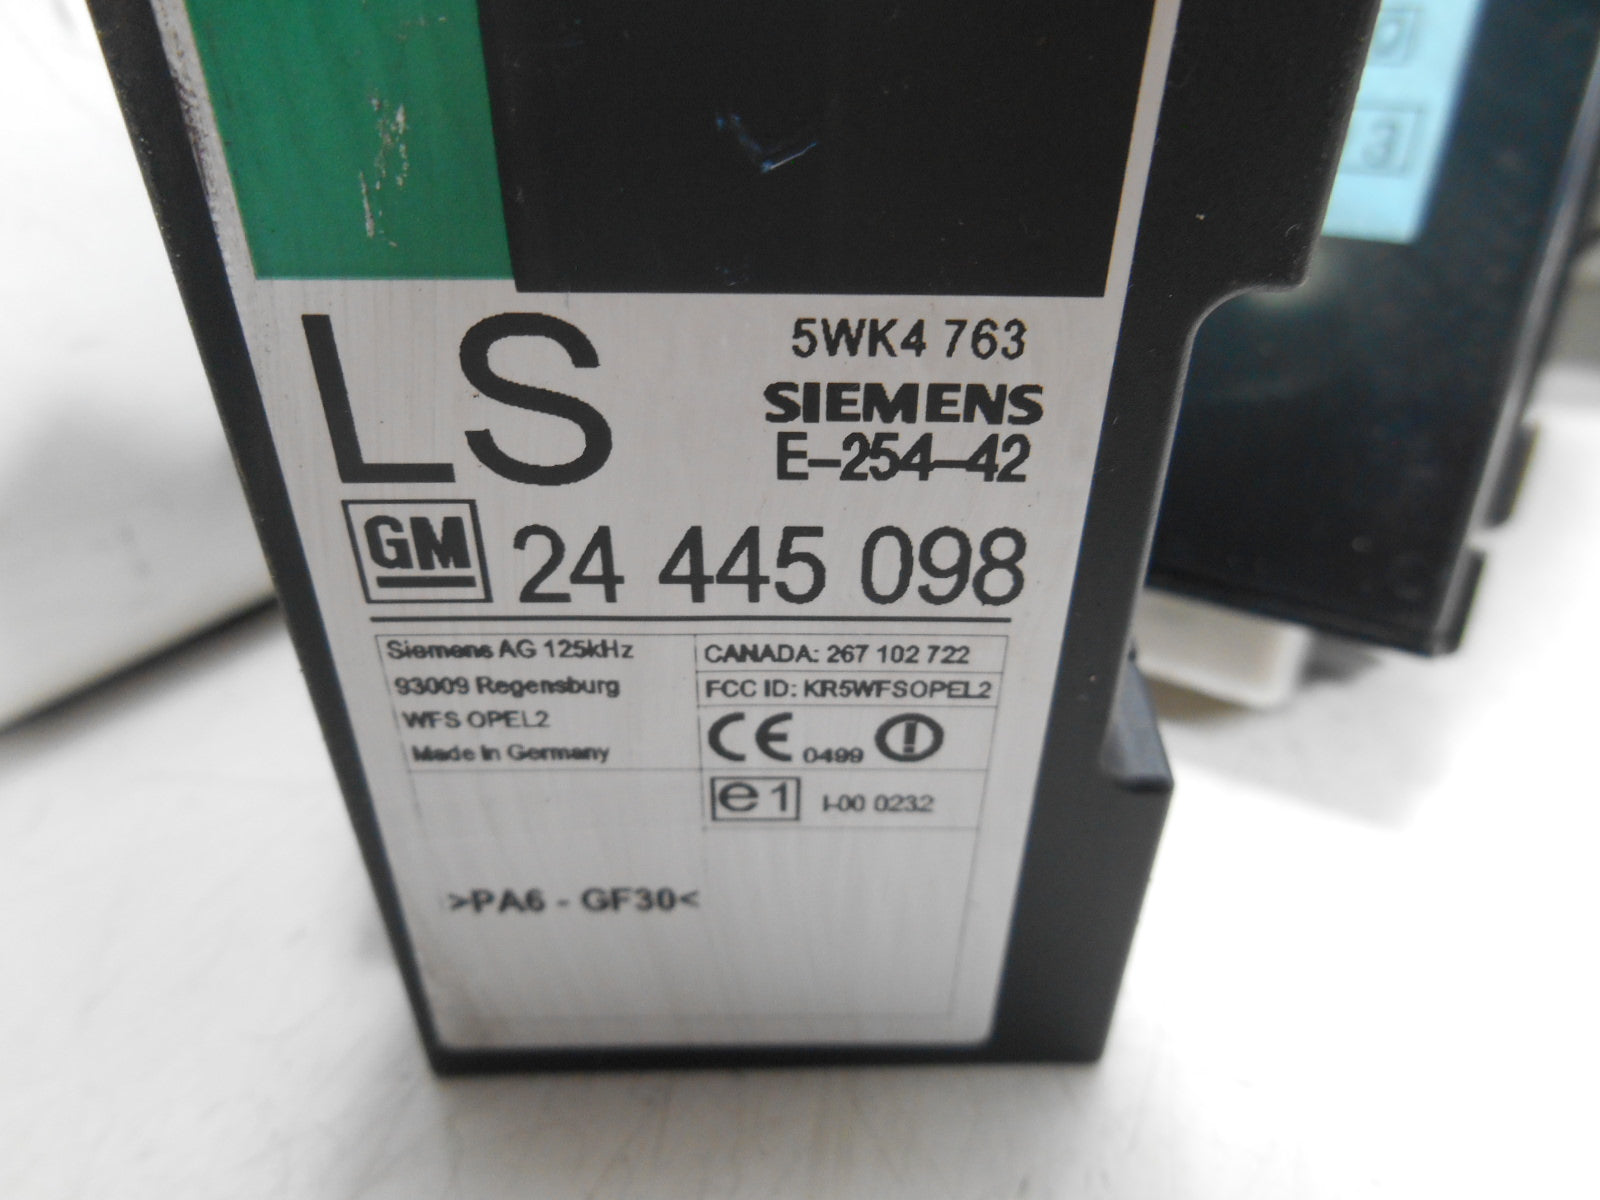 LS
5WK4 763
SIEMENS
E-254-42
GM 24 445 098
Siemens AG 125kHz
93009 Regensburg
WFS OPEL2
Made in Germany
CANADA: 267 102 722
FCC ID: KR5WFSOPEL2
CE 0499
e1 I-00 0232
>PA6 - GF30<
3